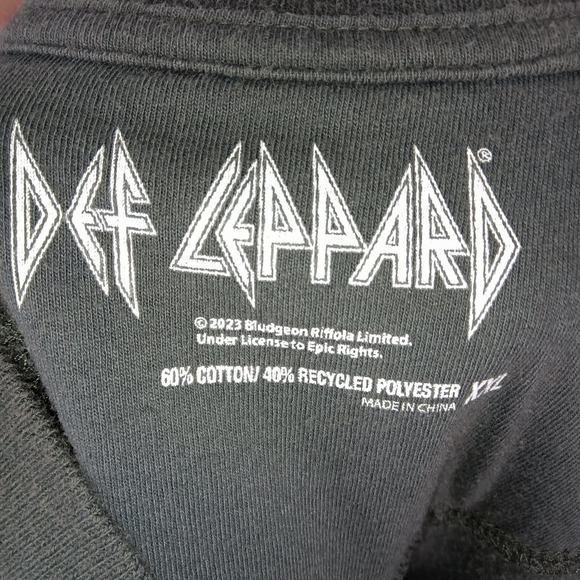 DEF LEPPARD®
© 2023 Bludgeon Riffola Limited.
Under License to Epic Rights.
60% COTTON/ 40% RECYCLED POLYESTER XXL
MADE IN CHINA